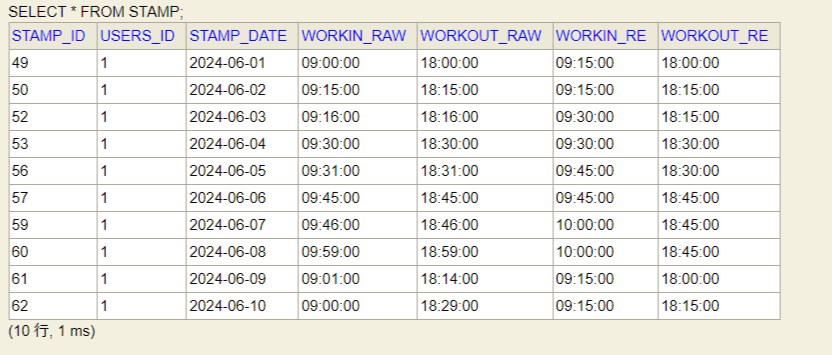 SELECT * FROM STAMP;
STAMP_ID USERS_ID STAMP_DATE WORKIN_RAW WORKOUT_RAW WORKIN_RE WORKOUT_RE
49 1 2024-06-01 09:00:00 18:00:00 09:15:00 18:00:00
50 1 2024-06-02 09:15:00 18:15:00 09:15:00 18:15:00
52 1 2024-06-03 09:16:00 18:16:00 09:30:00 18:15:00
53 1 2024-06-04 09:30:00 18:30:00 09:30:00 18:30:00
56 1 2024-06-05 09:31:00 18:31:00 09:45:00 18:30:00
57 1 2024-06-06 09:45:00 18:45:00 09:45:00 18:45:00
59 1 2024-06-07 09:46:00 18:46:00 10:00:00 18:45:00
60 1 2024-06-08 09:59:00 18:59:00 10:00:00 18:45:00
61 1 2024-06-09 09:01:00 18:14:00 09:15:00 18:00:00
62 1 2024-06-10 09:00:00 18:29:00 09:15:00 18:15:00
(10 行, 1 ms)